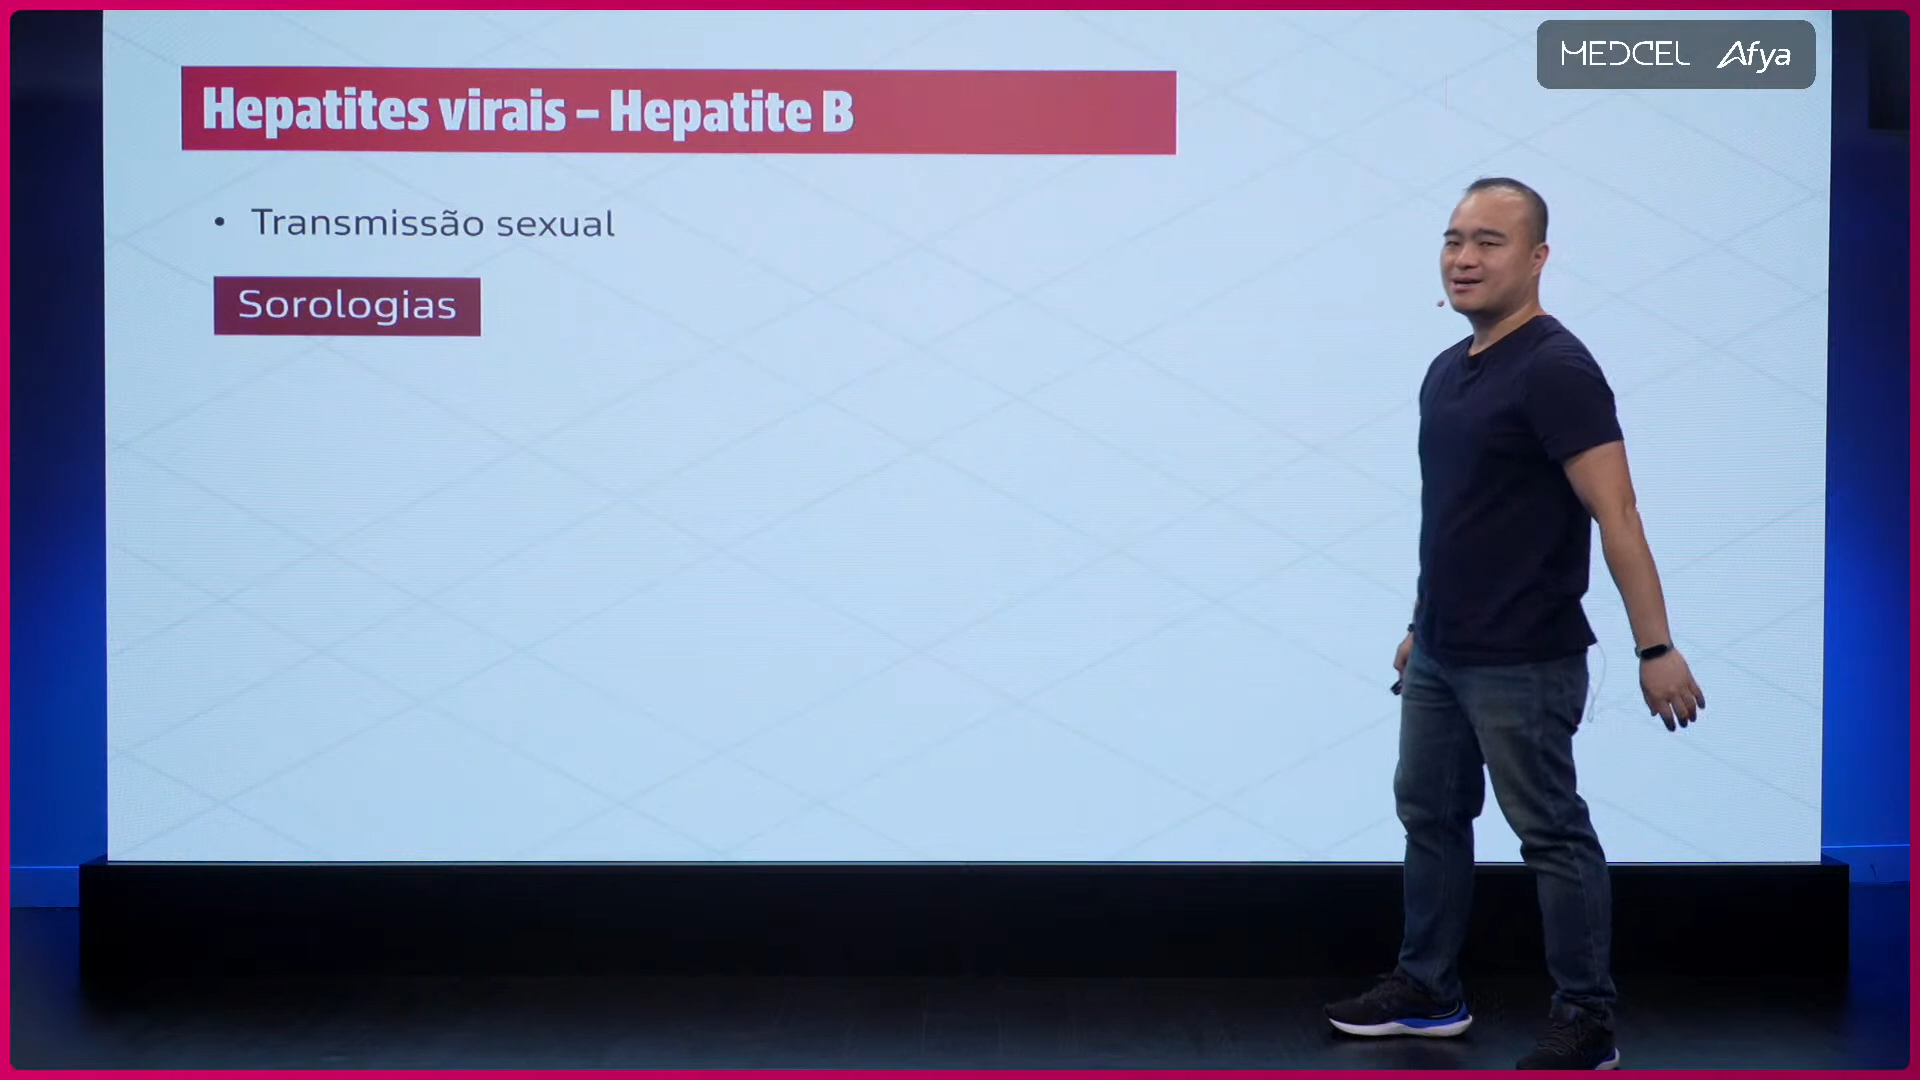 MEDCEL Afya
Hepatites virais – Hepatite B
• Transmissão sexual
Sorologias